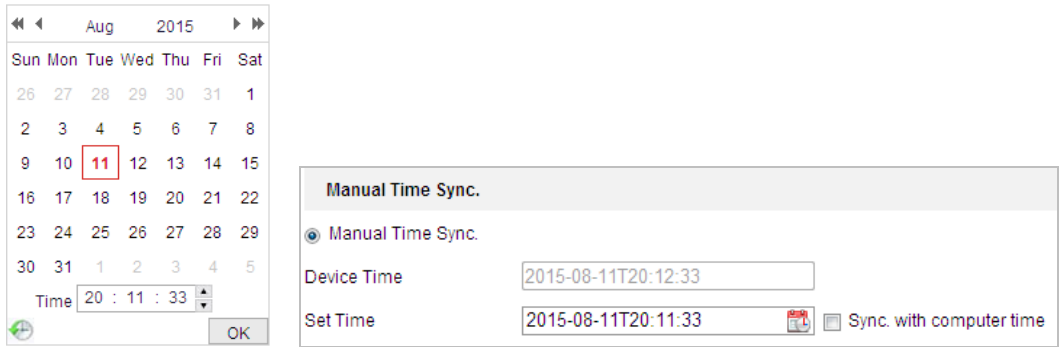 Aug 2015
Sun Mon Tue Wed Thu Fri Sat
26 27 28 29 30 31 1
2 3 4 5 6 7 8
9 10 11 12 13 14 15
16 17 18 19 20 21 22
23 24 25 26 27 28 29
30 31 1 2 3 4 5
Time 20 : 11 : 33
OK
Manual Time Sync.
Manual Time Sync.
Device Time 2015-08-11T20:12:33
Set Time 2015-08-11T20:11:33 Sync. with computer time